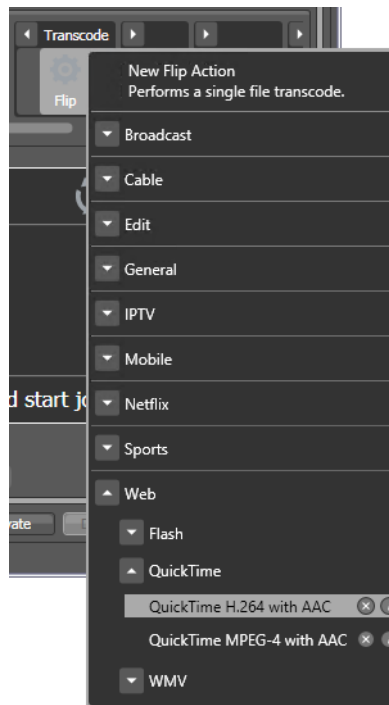 Transcode
Flip
New Flip Action
Performs a single file transcode.
Broadcast
Cable
Edit
General
IPTV
Mobile
Netflix
d start jo
Sports
Web
vate
Flash
QuickTime
QuickTime H.264 with AAC
QuickTime MPEG-4 with AAC
WMV